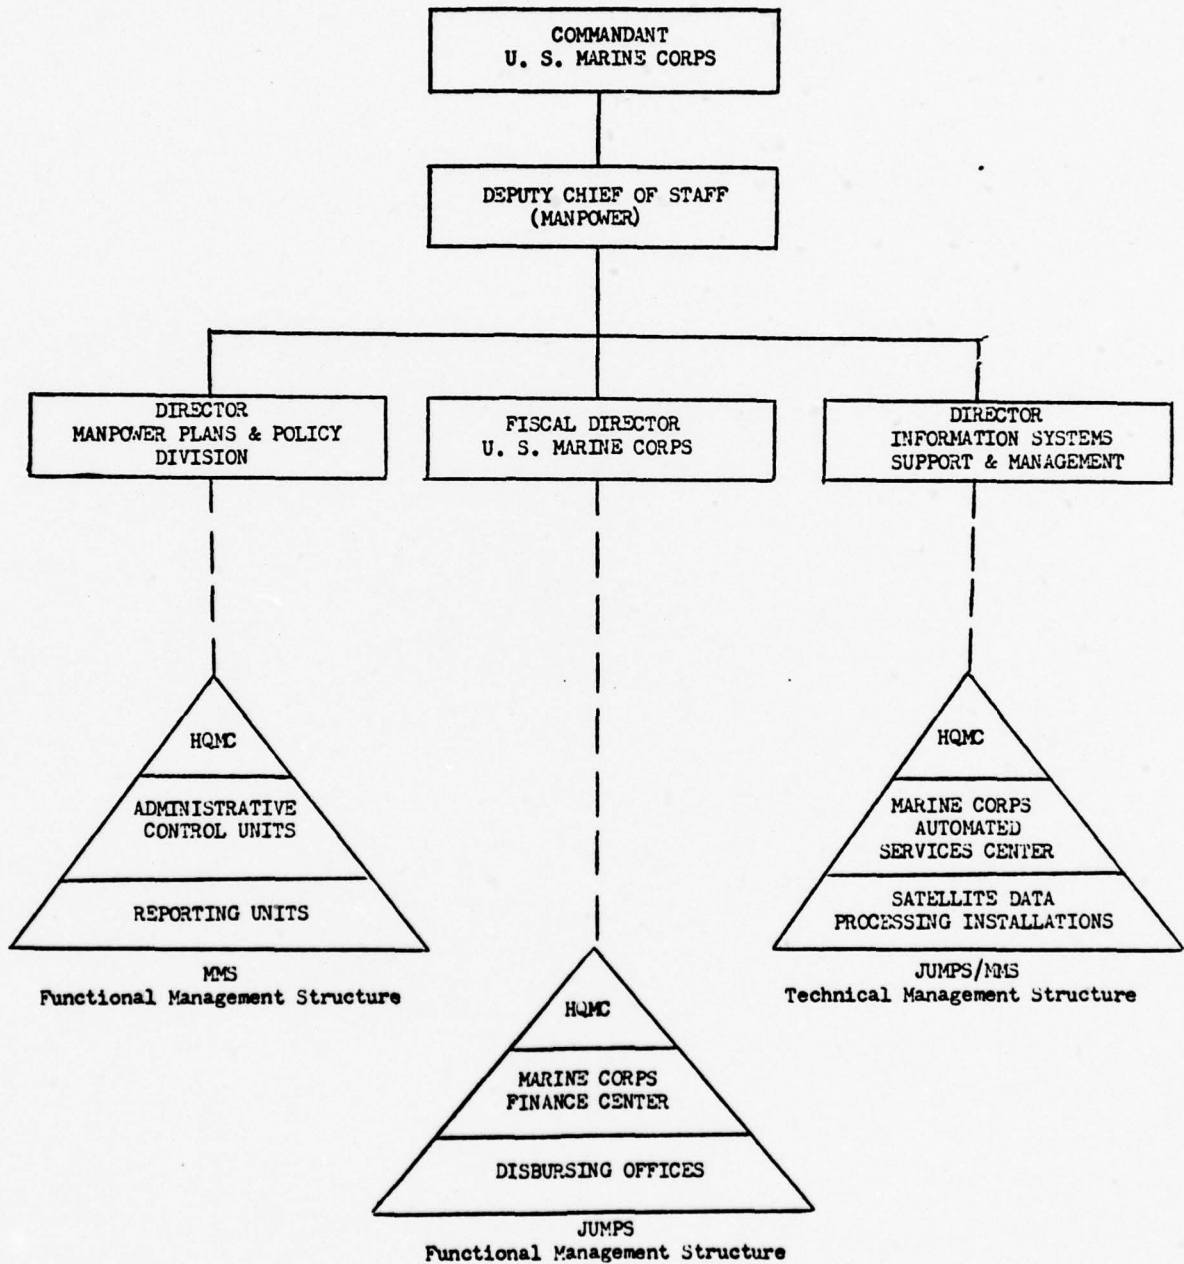 COMMANDANT
U. S. MARINE CORPS
DEPUTY CHIEF OF STAFF
(MANPOWER)
DIRECTOR
MANPOWER PLANS & POLICY
DIVISION
FISCAL DIRECTOR
U. S. MARINE CORPS
DIRECTOR
INFORMATION SYSTEMS
SUPPORT & MANAGEMENT
HQMC
ADMINISTRATIVE
CONTROL UNITS
REPORTING UNITS
MMS
Functional Management Structure
HQMC
MARINE CORPS
FINANCE CENTER
DISBURSING OFFICES
JUMPS
Functional Management Structure
HQMC
MARINE CORPS
AUTOMATED
SERVICES CENTER
SATELLITE DATA
PROCESSING INSTALLATIONS
JUMPS/MMS
Technical Management Structure